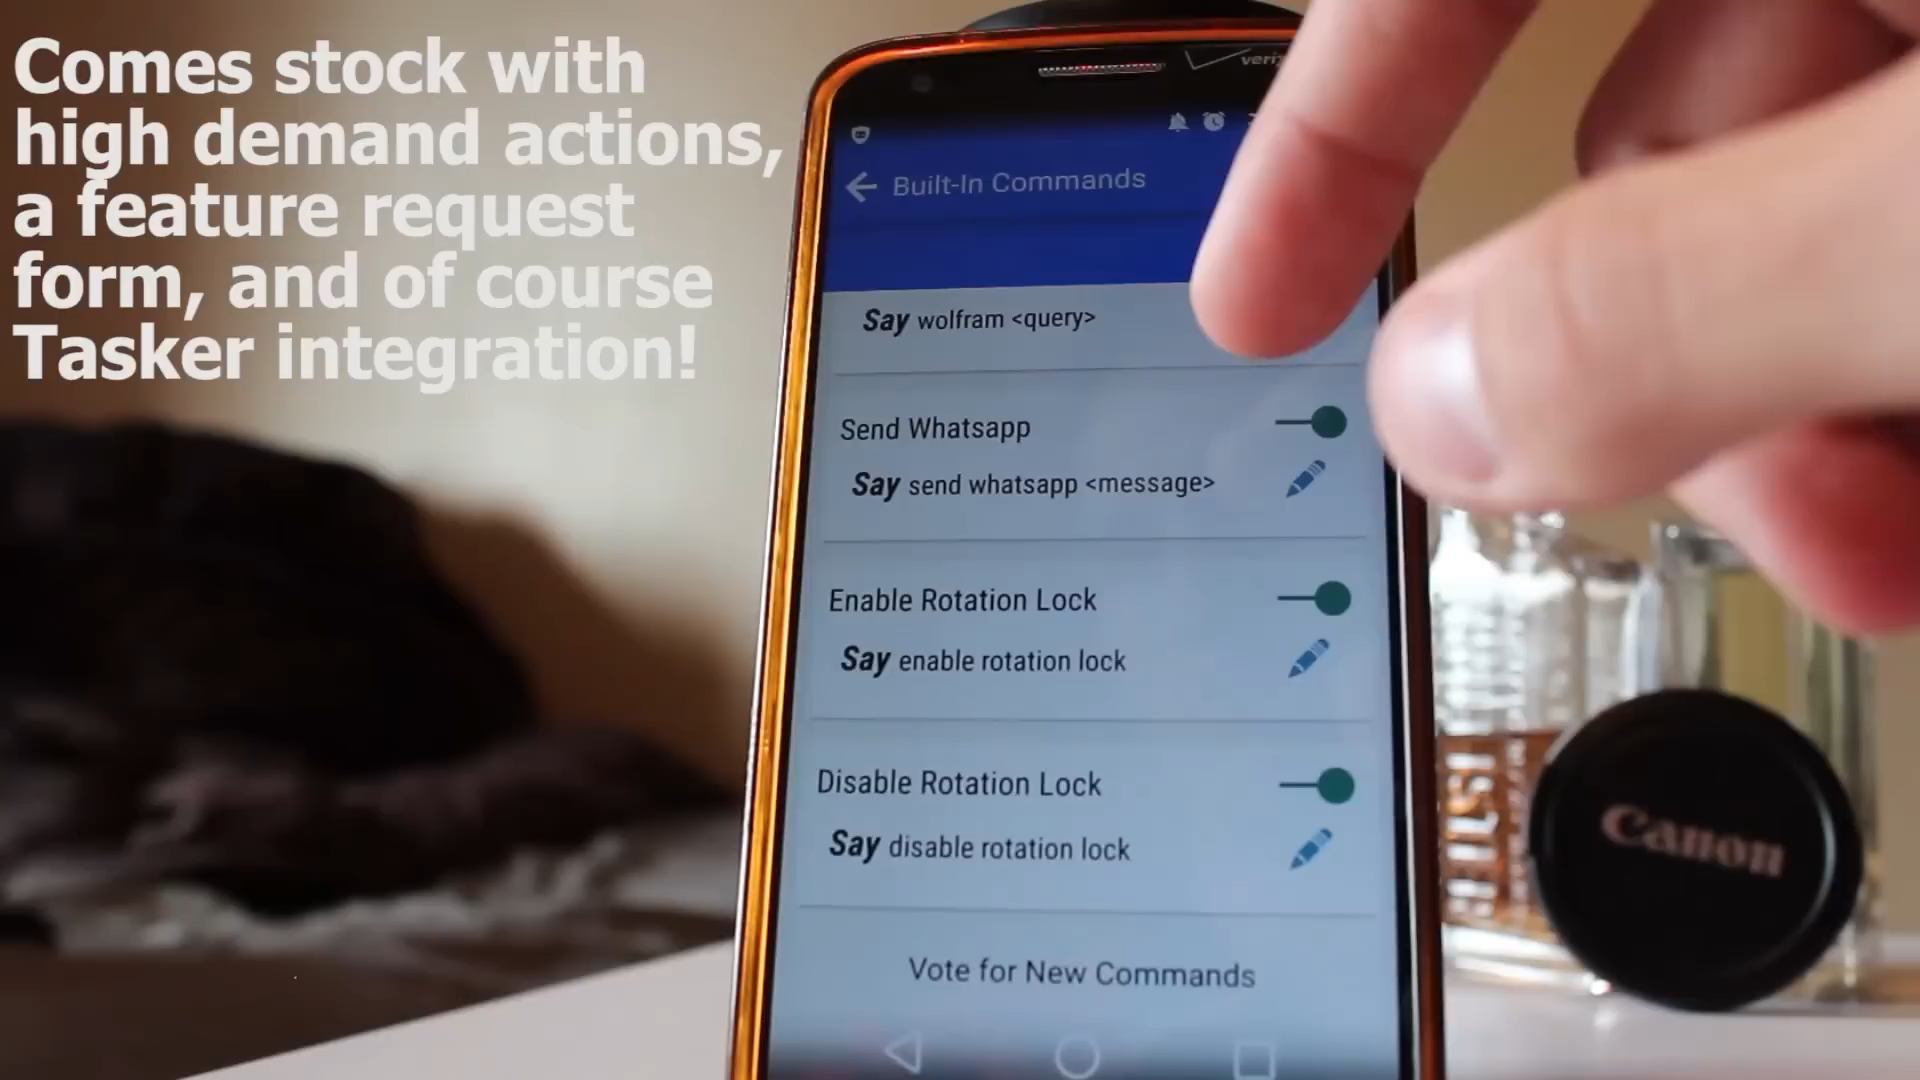 Comes stock with
high demand actions,
a feature request
form, and of course
Tasker integration!
Built-In Commands
Say wolfram <query>
Send Whatsapp
Say send whatsapp <message>
Enable Rotation Lock
Say enable rotation lock
Disable Rotation Lock
Say disable rotation lock
Vote for New Commands
Canon